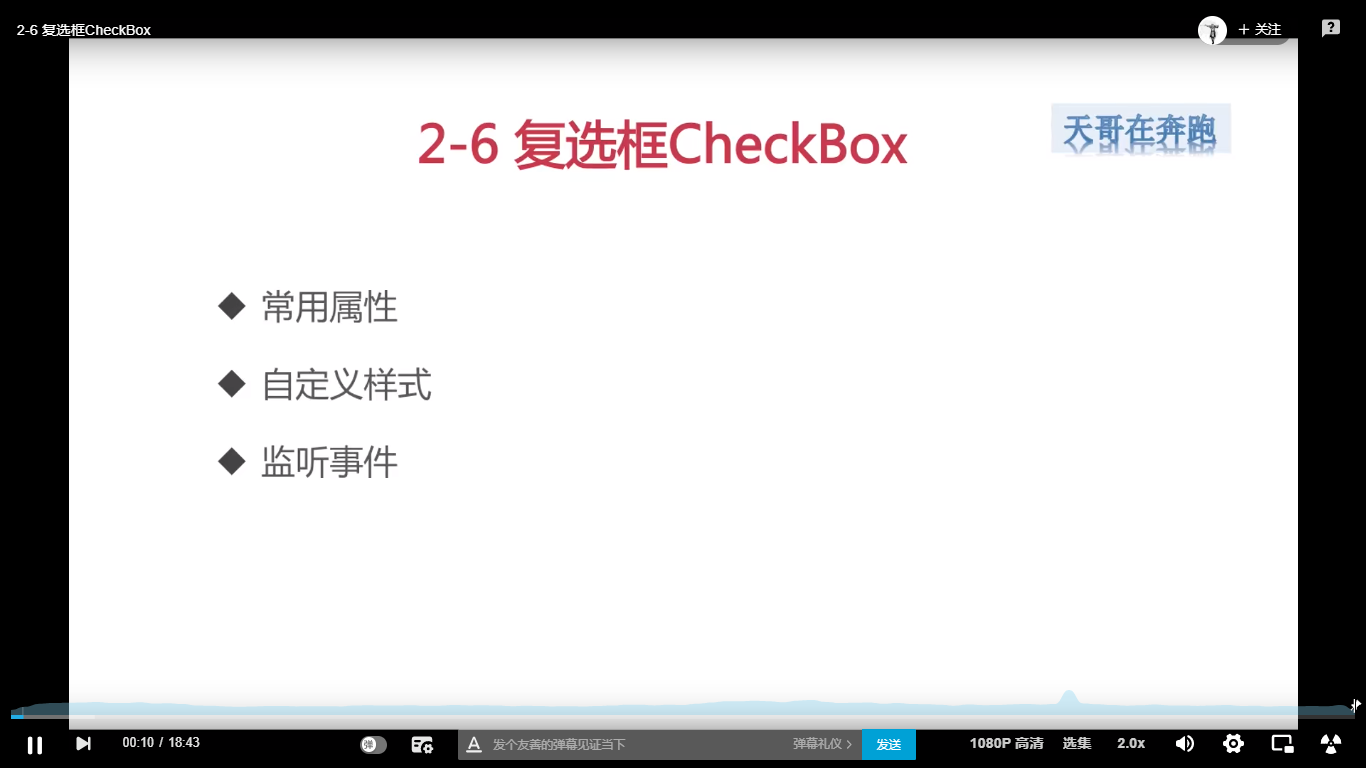 2-6 复选框CheckBox
+ 关注
2-6 复选框CheckBox
天哥在奔跑
◆ 常用属性
◆ 自定义样式
◆ 监听事件
00:10 / 18:43
弹
A 发个友善的弹幕见证当下
弹幕礼仪 >
发送
1080P 高清
选集
2.0x